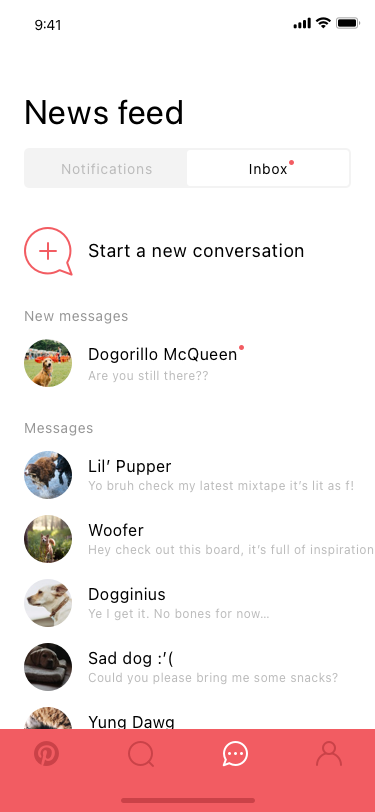 9:41
News feed
Notifications
Inbox
Start a new conversation
New messages
Dogorillo McQueen
Are you still there??
Messages
Lil’ Pupper
Yo bruh check my latest mixtape it’s lit as f!
Woofer
Hey check out this board, it’s full of inspiration
Dogginius
Ye I get it. No bones for now...
Sad dog :’(
Could you please bring me some snacks?
Yung Dawg